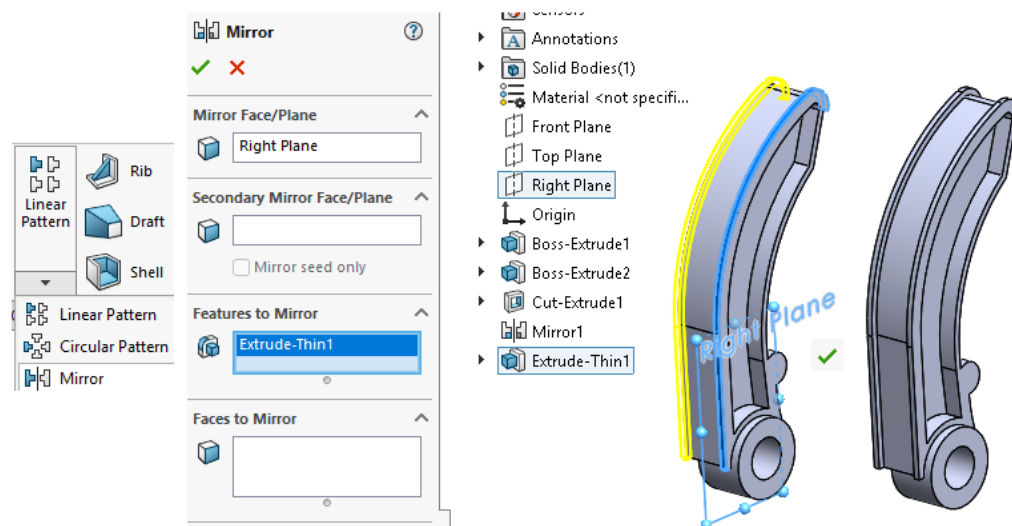 Linear
Pattern
Rib
Draft
Shell
Linear Pattern
Circular Pattern
Mirror
Mirror
?
Mirror Face/Plane
Right Plane
Secondary Mirror Face/Plane
Mirror seed only
Features to Mirror
Extrude-Thin1
Faces to Mirror
Annotations
Solid Bodies(1)
Material <not specifi...
Front Plane
Top Plane
Right Plane
Origin
Boss-Extrude1
Boss-Extrude2
Cut-Extrude1
Mirror1
Extrude-Thin1
Right Plane